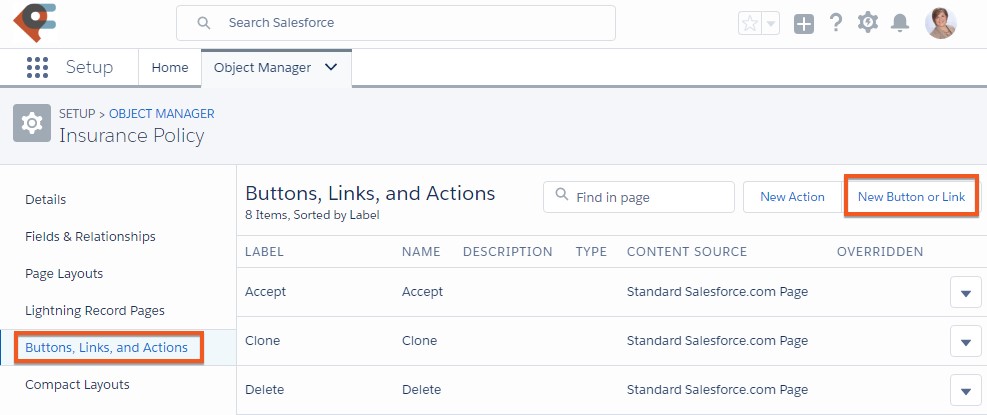 Search Salesforce
Setup Home Object Manager
SETUP > OBJECT MANAGER
Insurance Policy
Details
Fields & Relationships
Page Layouts
Lightning Record Pages
Buttons, Links, and Actions
Compact Layouts
Buttons, Links, and Actions
8 Items, Sorted by Label
Find in page
New Action
New Button or Link
LABEL NAME DESCRIPTION TYPE CONTENT SOURCE OVERRIDDEN
Accept Accept Standard Salesforce.com Page
Clone Clone Standard Salesforce.com Page
Delete Delete Standard Salesforce.com Page